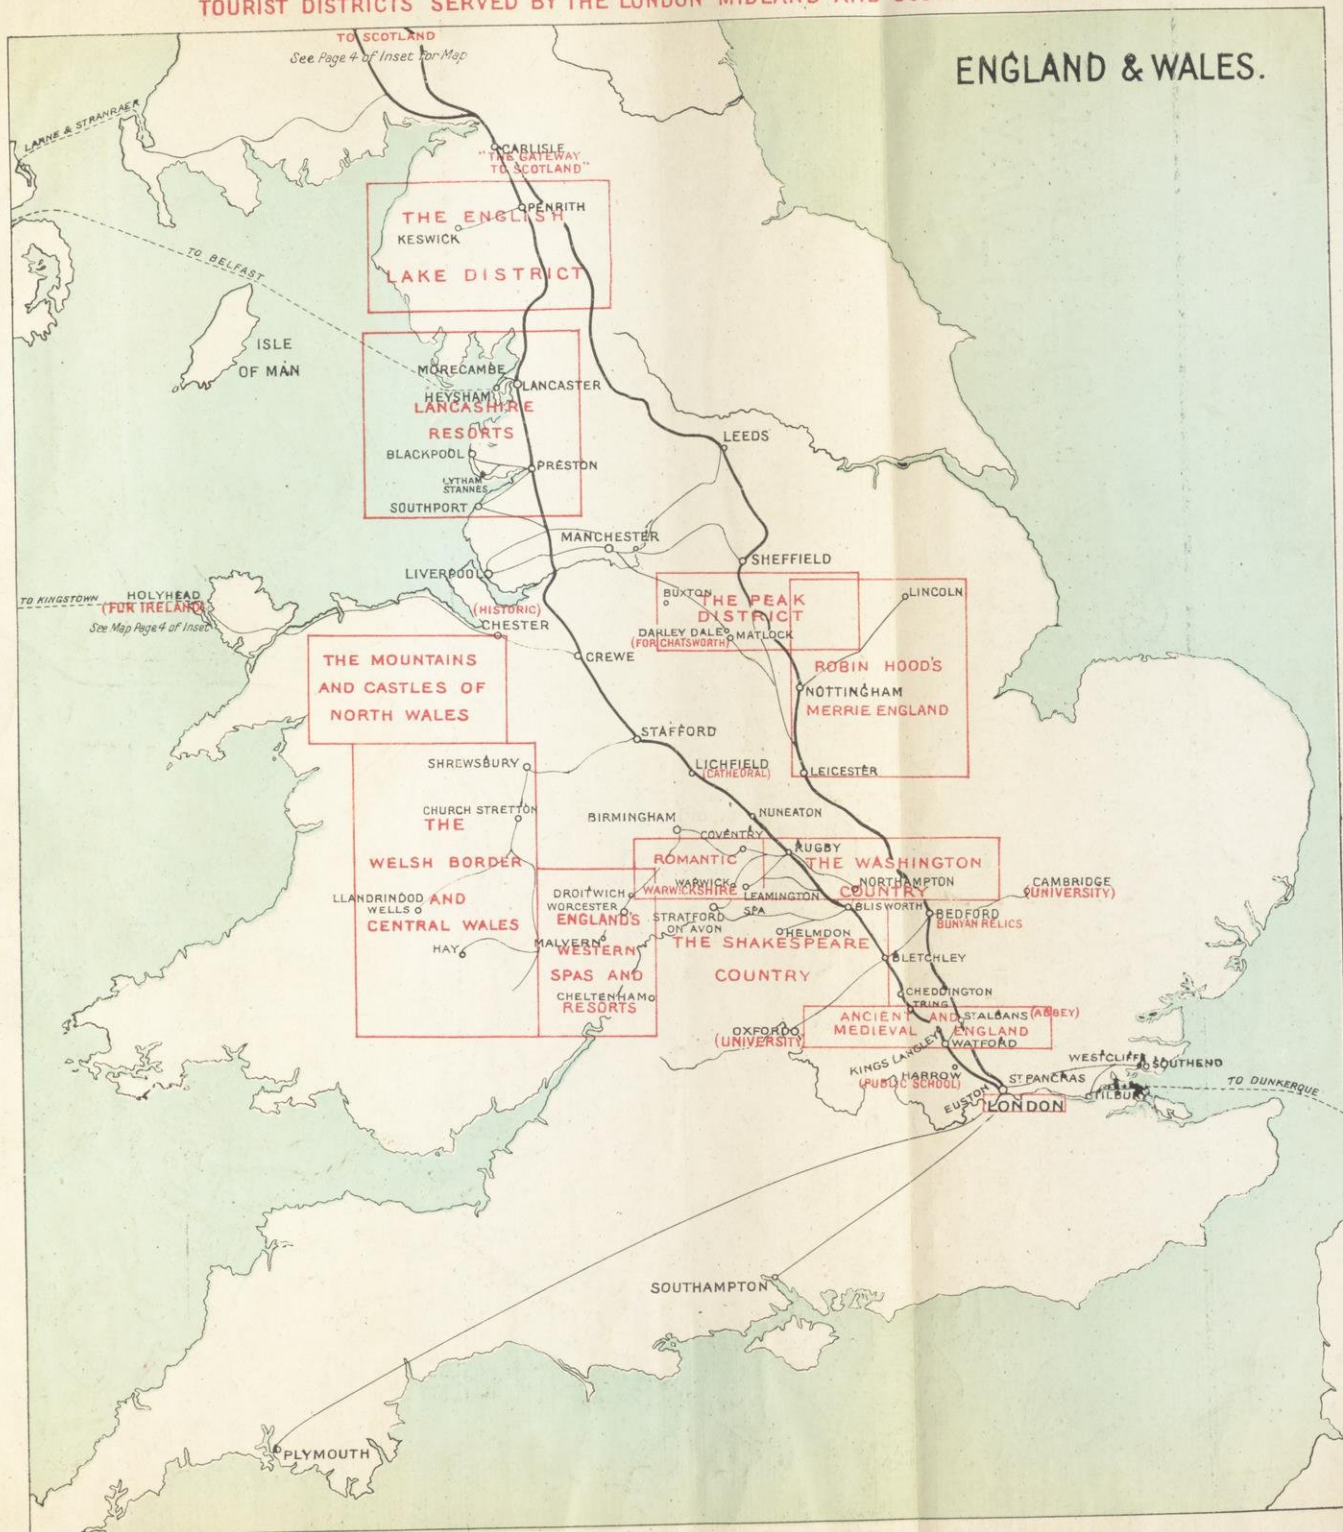 TOURIST DISTRICTS SERVED BY THE LONDON MIDLAND AND
ENGLAND & WALES.
TO SCOTLAND
See Page 4 of Inset for Map
LARNE & STRANRAER
CARLISLE
"THE GATEWAY
TO SCOTLAND"
PENRITH
THE ENGLISH
KESWICK
LAKE DISTRICT
TO BELFAST
ISLE
OF MAN
MORECAMBE
HEYSHAM
LANCASTER
LANCASHIRE
RESORTS
BLACKPOOL
PRESTON
LYTHAM
ST ANNES
SOUTHPORT
LEEDS
MANCHESTER
SHEFFIELD
LIVERPOOL
TO KINGSTOWN
HOLYHEAD
(FOR IRELAND)
See Map Page 4 of Inset
(HISTORIC)
CHESTER
CREWE
BUXTON
THE PEAK
DISTRICT
DARLEY DALE
(FOR CHATSWORTH)
MATLOCK
LINCOLN
ROBIN HOOD'S
NOTTINGHAM
MERRIE ENGLAND
LEICESTER
THE MOUNTAINS
AND CASTLES OF
NORTH WALES
STAFFORD
LICHFIELD
(CATHEDRAL)
SHREWSBURY
CHURCH STRETTON
THE
WELSH BORDER
LLANDRINDOD
WELLS
AND
CENTRAL WALES
HAY
NUNEATON
BIRMINGHAM
COVENTRY
RUGBY
ROMANTIC
WARWICK
WARWICKSHIRE
LEAMINGTON
SPA
THE WASHINGTON
NORTHAMPTON
COUNTRY
BLISWORTH
CAMBRIDGE
(UNIVERSITY)
BEDFORD
BUNYAN RELICS
DROITWICH
WORCESTER
ENGLAND'S
MALVERN
WESTERN
SPAS AND
CHELTENHAM
RESORTS
STRATFORD
ON AVON
HELMDON
THE SHAKESPEARE
COUNTRY
BLETCHLEY
CHEDDINGTON
TRING
ANCIENT AND
MEDIEVAL ENGLAND
ST ALBANS (ABBEY)
OXFORD
(UNIVERSITY)
WATFORD
KINGS LANGLEY
HARROW
(PUBLIC SCHOOL)
EUSTON
ST PANCRAS
LONDON
WESTCLIFF
SOUTHEND
TILBURY
TO DUNKERQUE
SOUTHAMPTON
PLYMOUTH